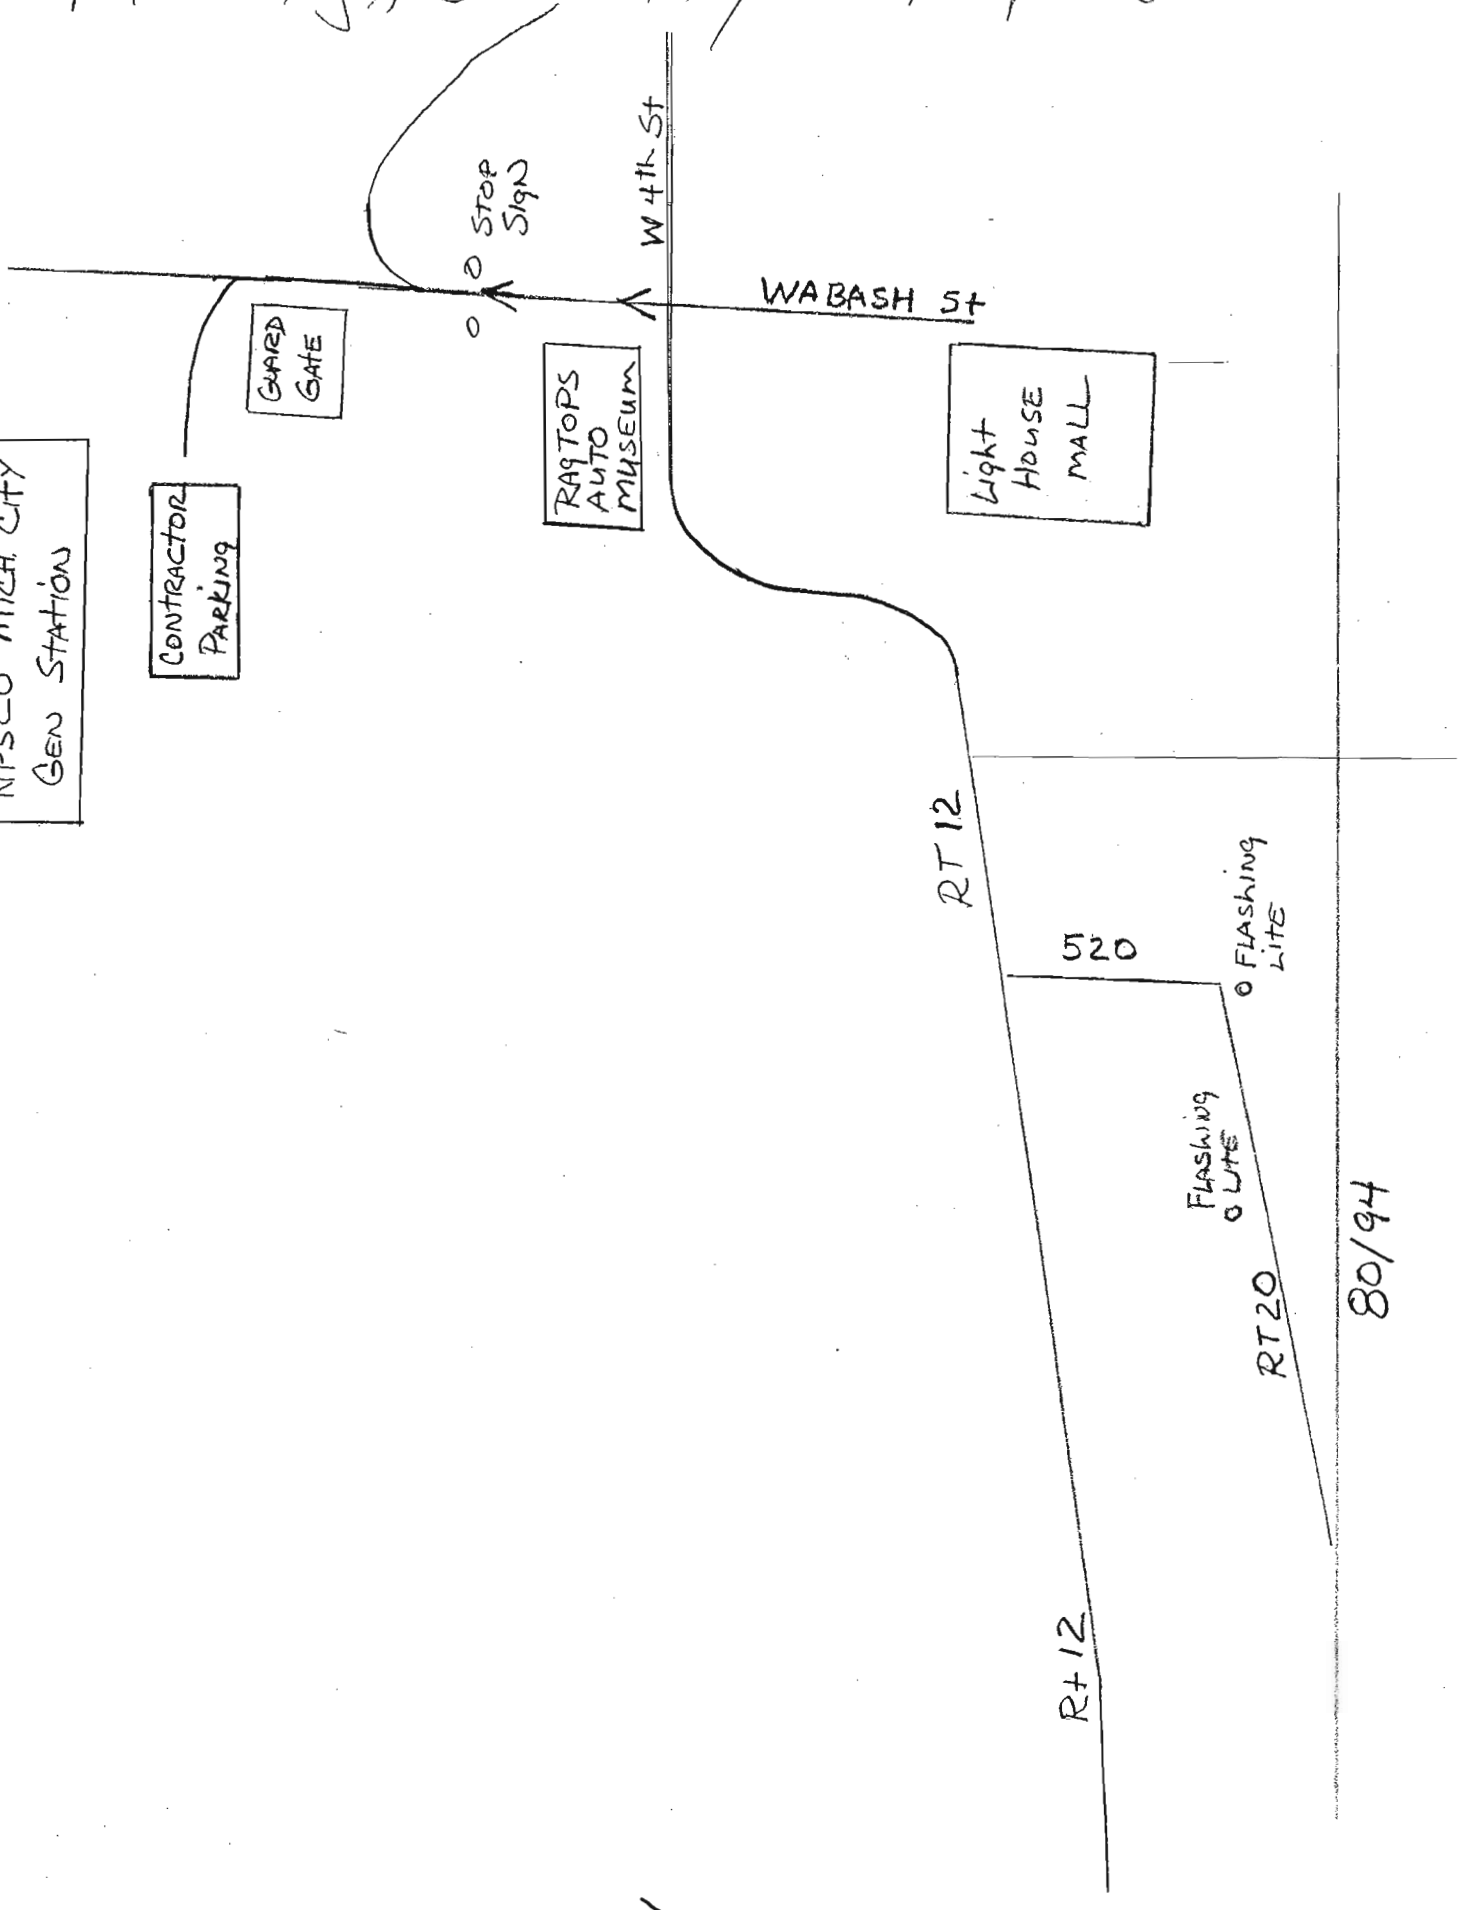 NIPSCO MICH. CITY
GEN STATION
CONTRACTOR
PARKING
GUARD
GATE
STOP
SIGN
RAGTOPS
AUTO
MUSEUM
W 4th St
WABASH St
Light
HOUSE
MALL
RT 12
520
FLASHING
LITE
FLASHING
LITE
RT 20
80/94
Rt 12